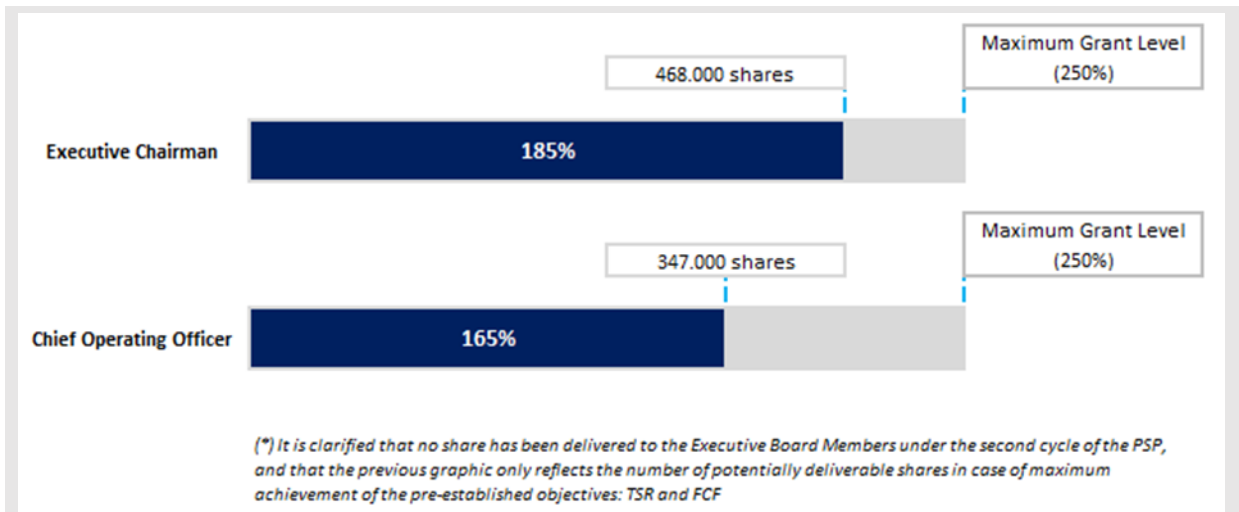 Maximum Grant Level
(250%)
468.000 shares
Executive Chairman
185%
Maximum Grant Level
(250%)
347.000 shares
Chief Operating Officer
165%
(*) It is clarified that no share has been delivered to the Executive Board Members under the second cycle of the PSP,
and that the previous graphic only reflects the number of potentially deliverable shares in case of maximum
achievement of the pre-established objectives: TSR and FCF